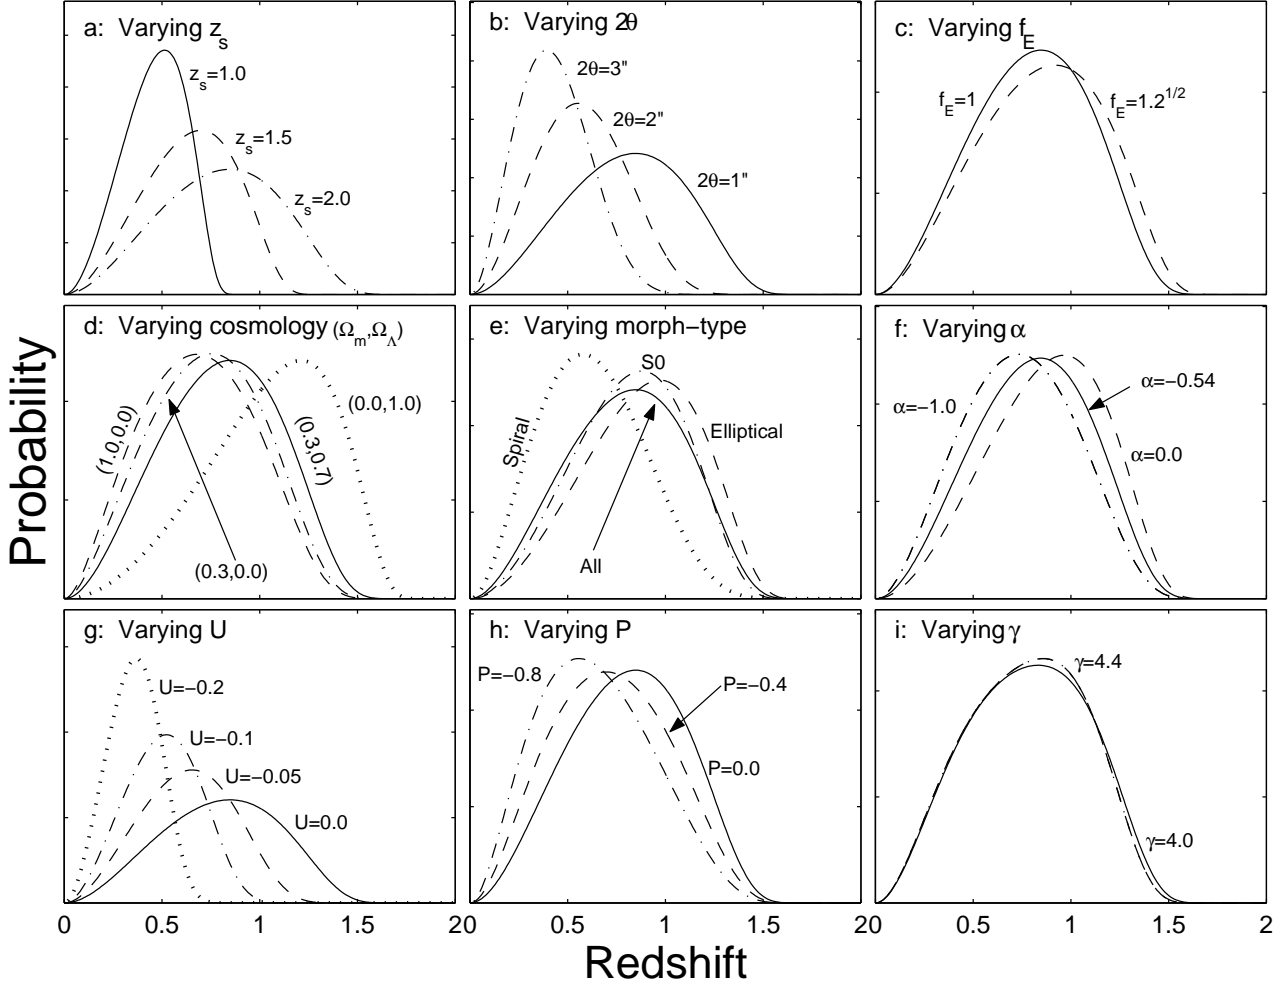 a: Varying z_s
z_s=1.0
z_s=1.5
z_s=2.0
b: Varying 2θ
2θ=3"
2θ=2"
2θ=1"
c: Varying f_E
f_E=1
f_E=1.2^{1/2}
d: Varying cosmology (Ω_m,Ω_Λ)
(1.0,0.0)
(0.3,0.0)
(0.3,0.7)
(0.0,1.0)
e: Varying morph−type
Spiral
S0
Elliptical
All
f: Varying α
α=−1.0
α=−0.54
α=0.0
g: Varying U
U=−0.2
U=−0.1
U=−0.05
U=0.0
h: Varying P
P=−0.8
P=−0.4
P=0.0
i: Varying γ
γ=4.4
γ=4.0
0 0.5 1 1.5 20 0.5 1 1.5 20 0.5 1 1.5 2
Probability
Redshift